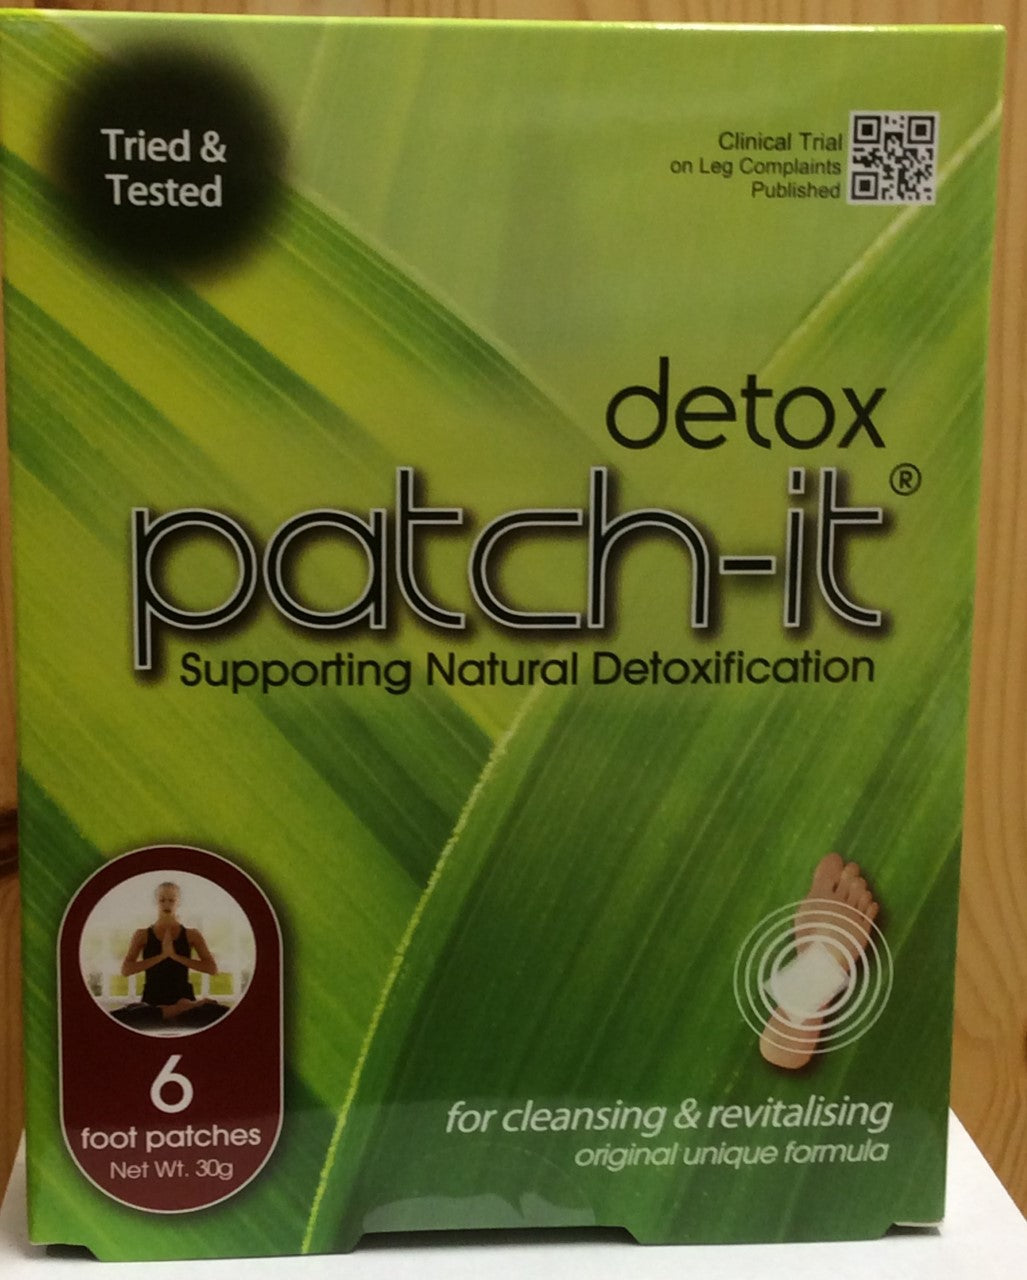 Tried &
Tested
Clinical Trial
on Leg Complaints
Published
detox
patch-it®
Supporting Natural Detoxification
6
foot patches
Net Wt. 30g
for cleansing & revitalising
original unique formula